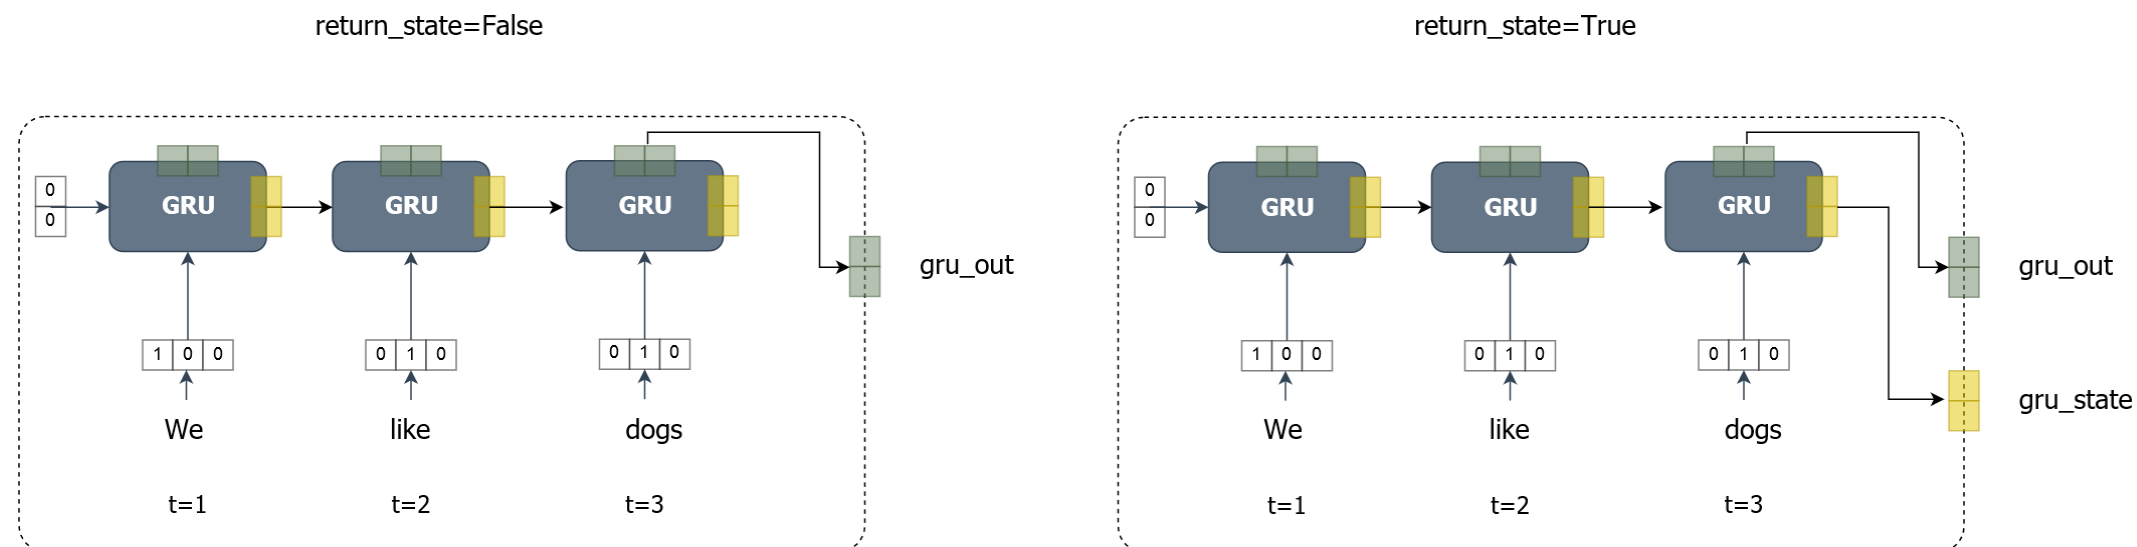 return_state=False
0
0
GRU
GRU
GRU
gru_out
1 0 0
0 1 0
0 1 0
We
like
dogs
t=1
t=2
t=3
return_state=True
0
0
GRU
GRU
GRU
gru_out
gru_state
1 0 0
0 1 0
0 1 0
We
like
dogs
t=1
t=2
t=3